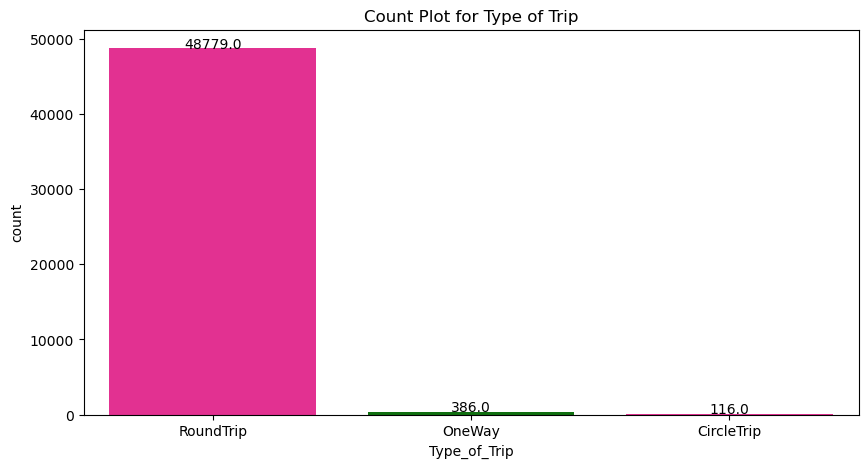 Count Plot for Type of Trip
50000
40000
30000
20000
10000
0
count
48779.0
386.0
116.0
RoundTrip
OneWay
CircleTrip
Type_of_Trip